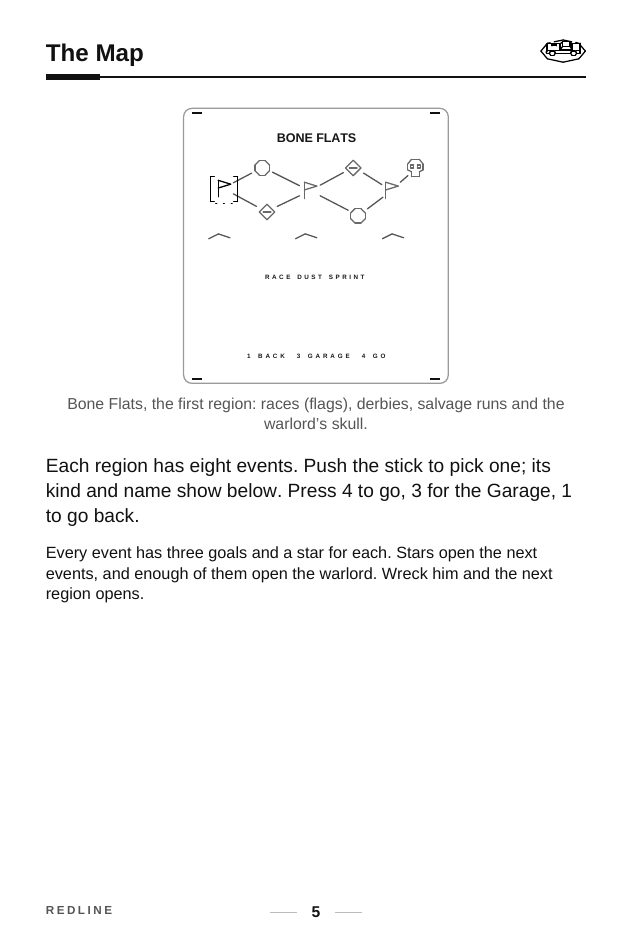 The Map
BONE FLATS
RACE DUST SPRINT
1 BACK 3 GARAGE 4 GO
Bone Flats, the first region: races (flags), derbies, salvage runs and the
warlord’s skull.
Each region has eight events. Push the stick to pick one; its
kind and name show below. Press 4 to go, 3 for the Garage, 1
to go back.
Every event has three goals and a star for each. Stars open the next
events, and enough of them open the warlord. Wreck him and the next
region opens.
REDLINE
5